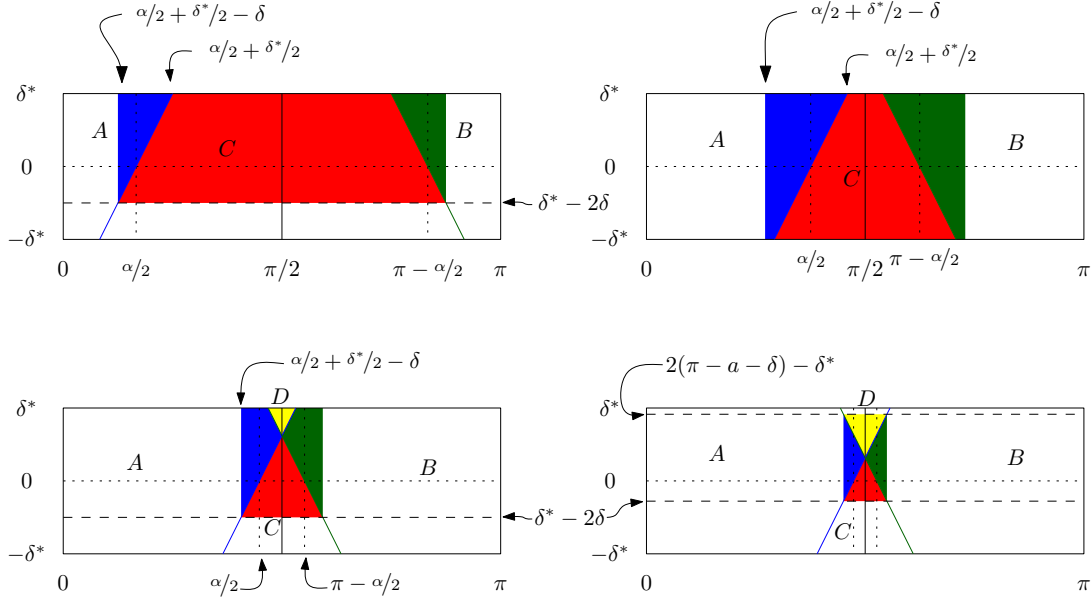 α/2 + δ*/2 − δ
α/2 + δ*/2
δ*
A
B
C
0
δ* − 2δ
−δ*
0
α/2
π/2
π − α/2
π
α/2 + δ*/2 − δ
α/2 + δ*/2
δ*
A
B
0
C
−δ*
0
α/2
π/2
π − α/2
π
α/2 + δ*/2 − δ
δ*
D
A
B
0
C
δ* − 2δ
−δ*
0
α/2
π − α/2
π
2(π − a − δ) − δ*
δ*
D
A
B
0
C
−δ*
0
π